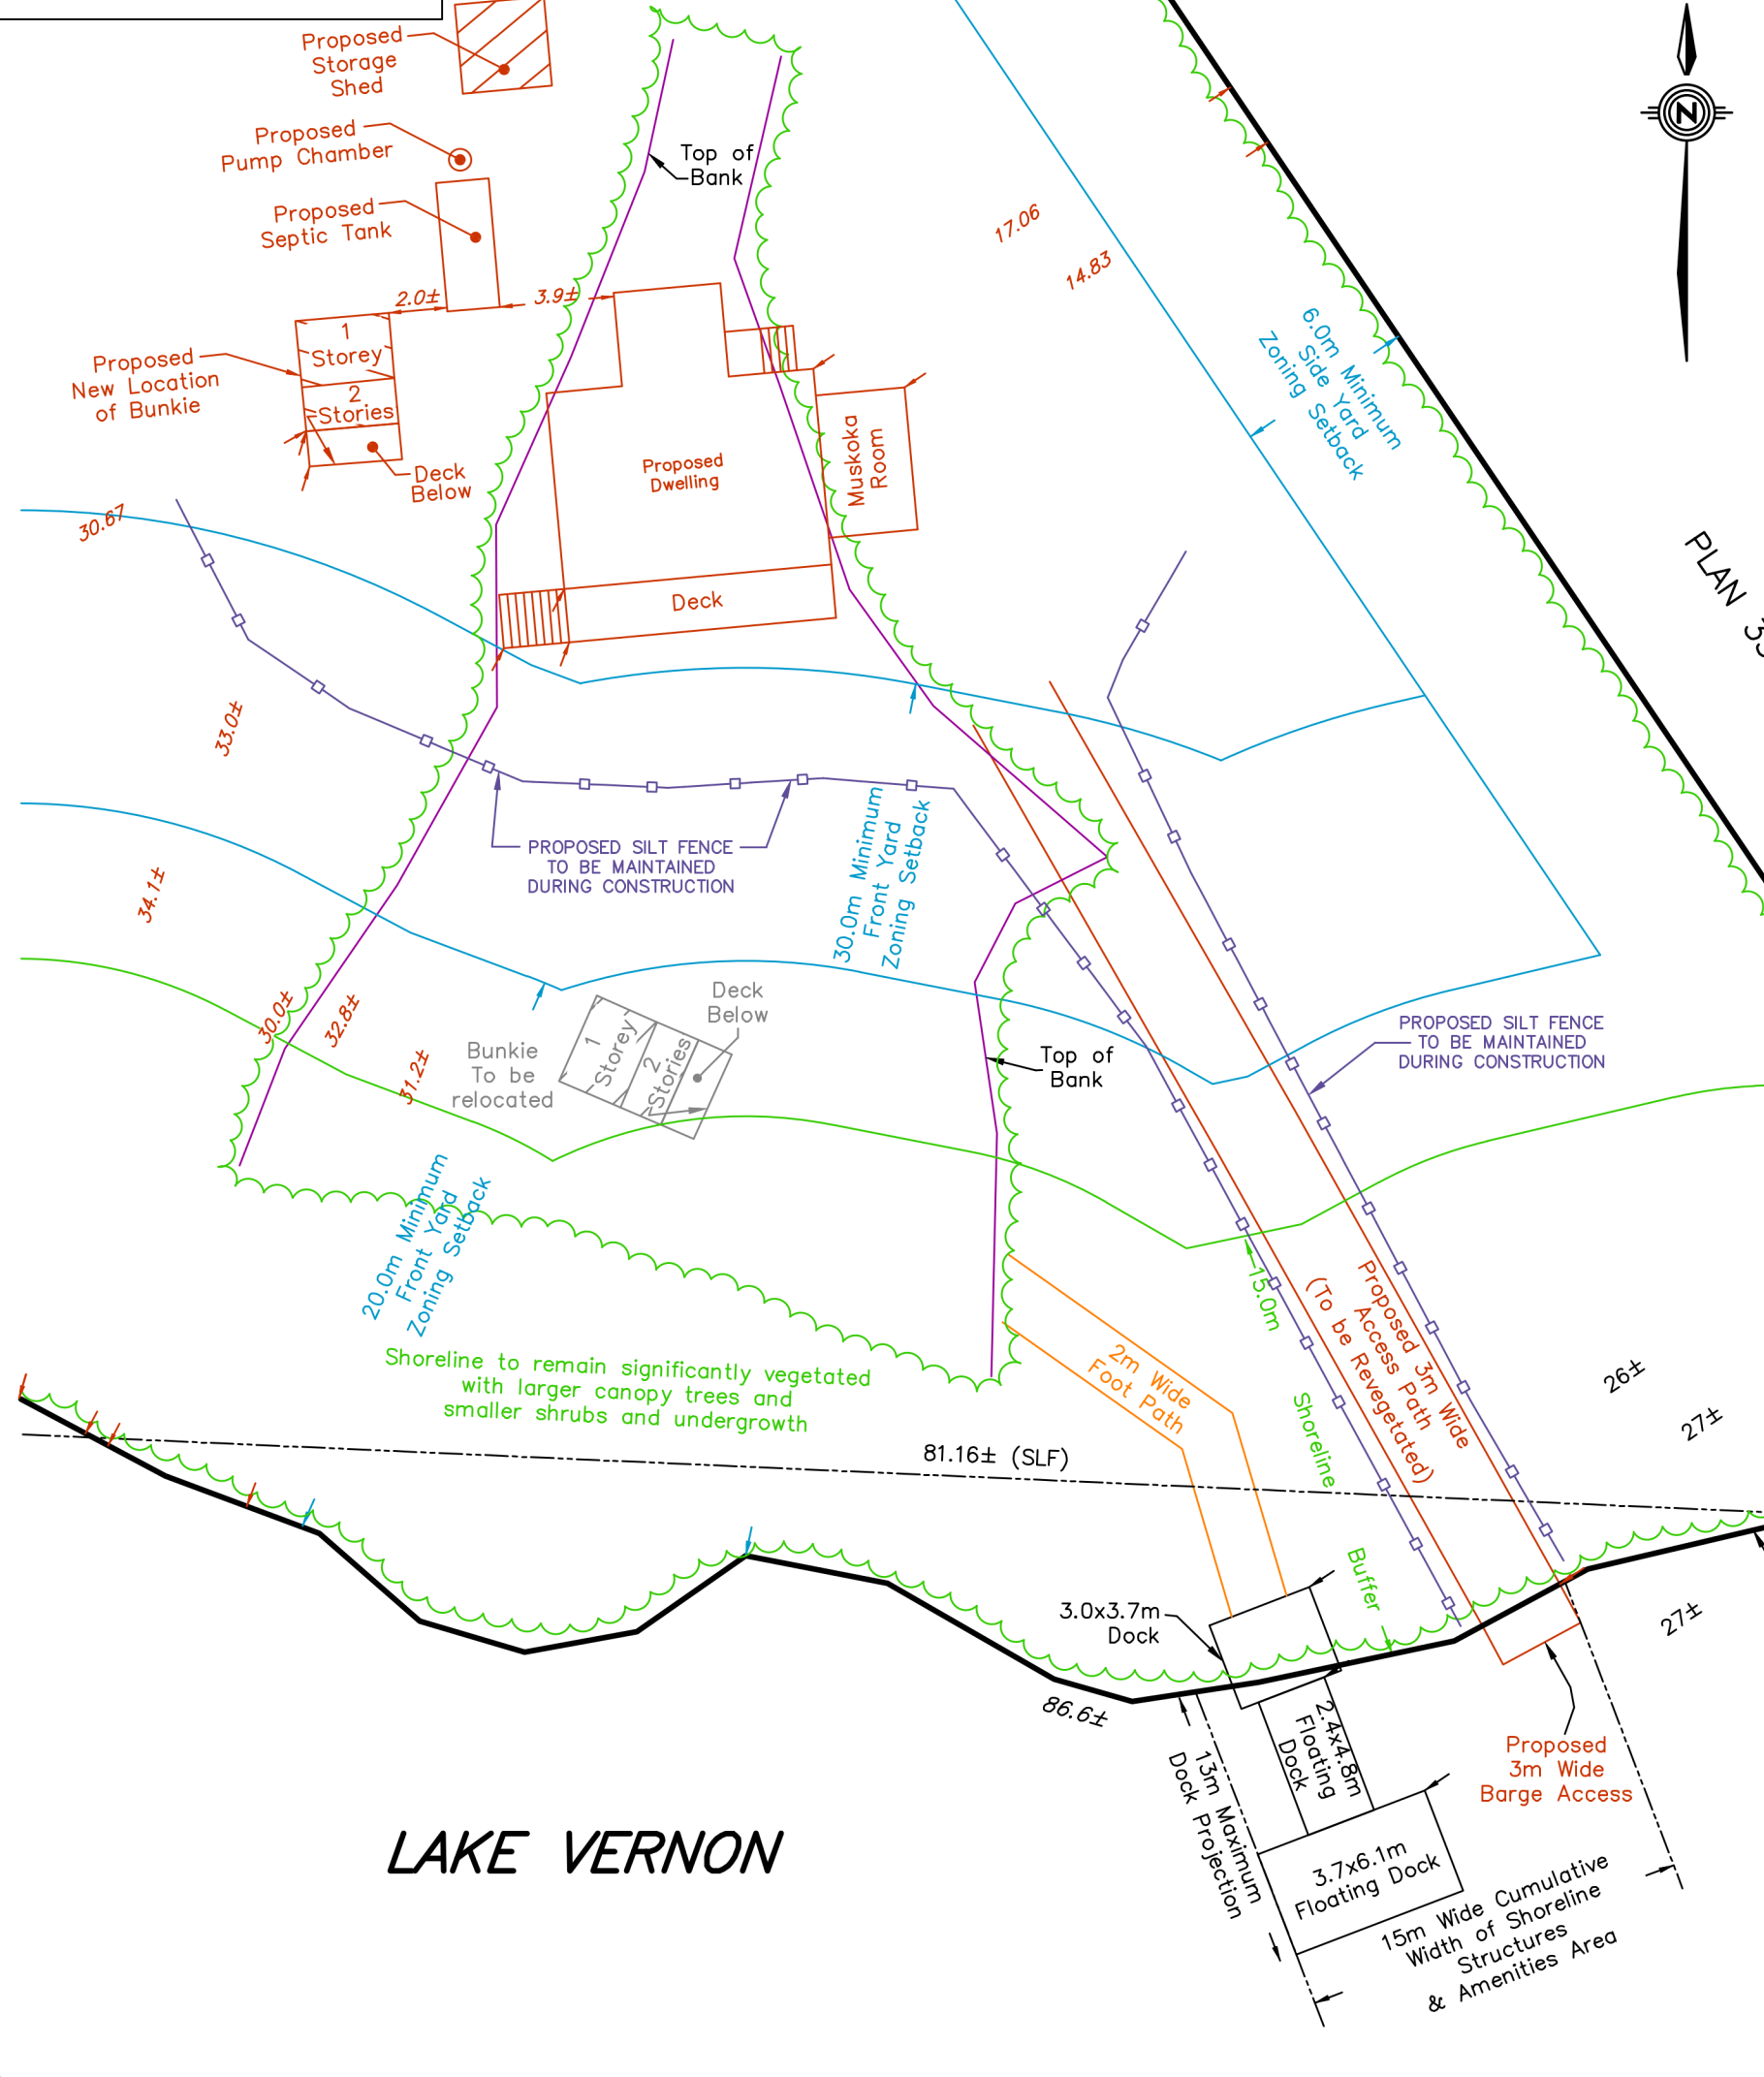 Proposed
Storage
Shed
N
Proposed
Pump Chamber
Top of
Bank
Proposed
Septic Tank
17.06
14.83
2.0±
3.9±
1
Storey
2
Stories
Proposed
New Location
of Bunkie
Deck
Below
6.0m Minimum
Side Yard
Zoning Setback
Proposed
Dwelling
Muskoka
Room
30.67
PLAN 35
Deck
33.0±
PROPOSED SILT FENCE
TO BE MAINTAINED
DURING CONSTRUCTION
30.0m Minimum
Front Yard
Zoning Setback
34.1±
30.0±
32.8±
31.2±
Bunkie
To be
relocated
1
Storey
2
Stories
Deck
Below
Top of
Bank
PROPOSED SILT FENCE
TO BE MAINTAINED
DURING CONSTRUCTION
20.0m Minimum
Front Yard
Zoning Setback
Shoreline to remain significantly vegetated
with larger canopy trees and
smaller shrubs and undergrowth
2m Wide
Foot Path
15.0m
Shoreline
Buffer
Proposed 3m Wide
Access Path
(To be Revegetated)
26±
27±
81.16± (SLF)
3.0x3.7m
Dock
27±
86.6±
2.4x4.8m
Floating
Dock
13m Maximum
Dock Projection
Proposed
3m Wide
Barge Access
3.7x6.1m
Floating Dock
15m Wide Cumulative
Width of Shoreline
Structures
& Amenities Area
LAKE VERNON